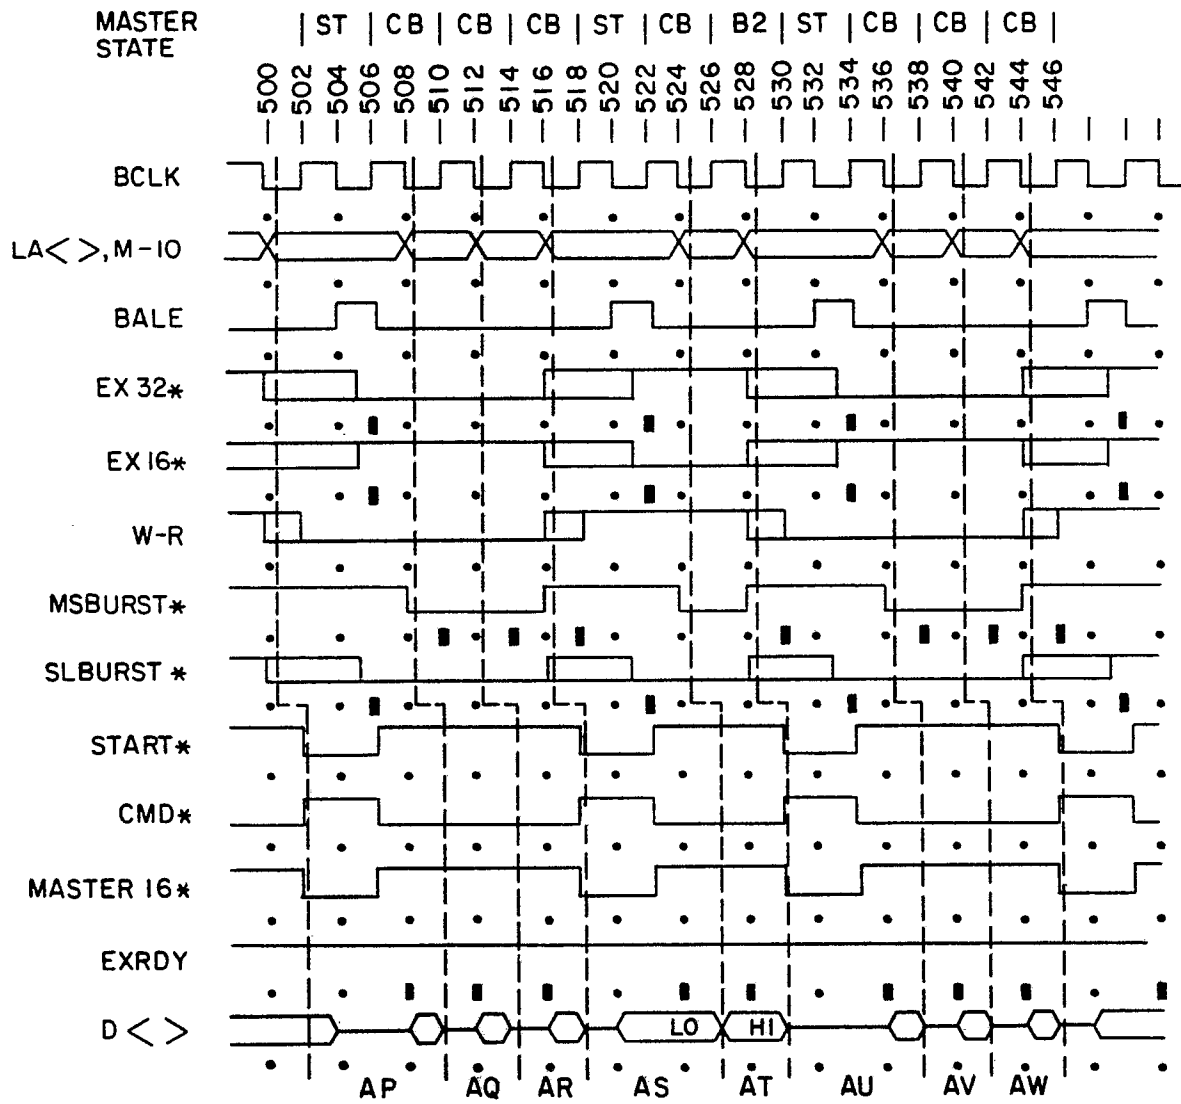 MASTER STATE
| ST | CB | CB | CB | ST | CB | B2 | ST | CB | CB | CB |
500 502 504 506 508 510 512 514 516 518 520 522 524 526 528 530 532 534 536 538 540 542 544 546
BCLK
LA< >, M-10
BALE
EX 32*
EX 16*
W-R
MSBURST*
SLBURST *
START*
CMD*
MASTER 16*
EXRDY
D < > LO HI
AP AQ AR AS AT AU AV AW